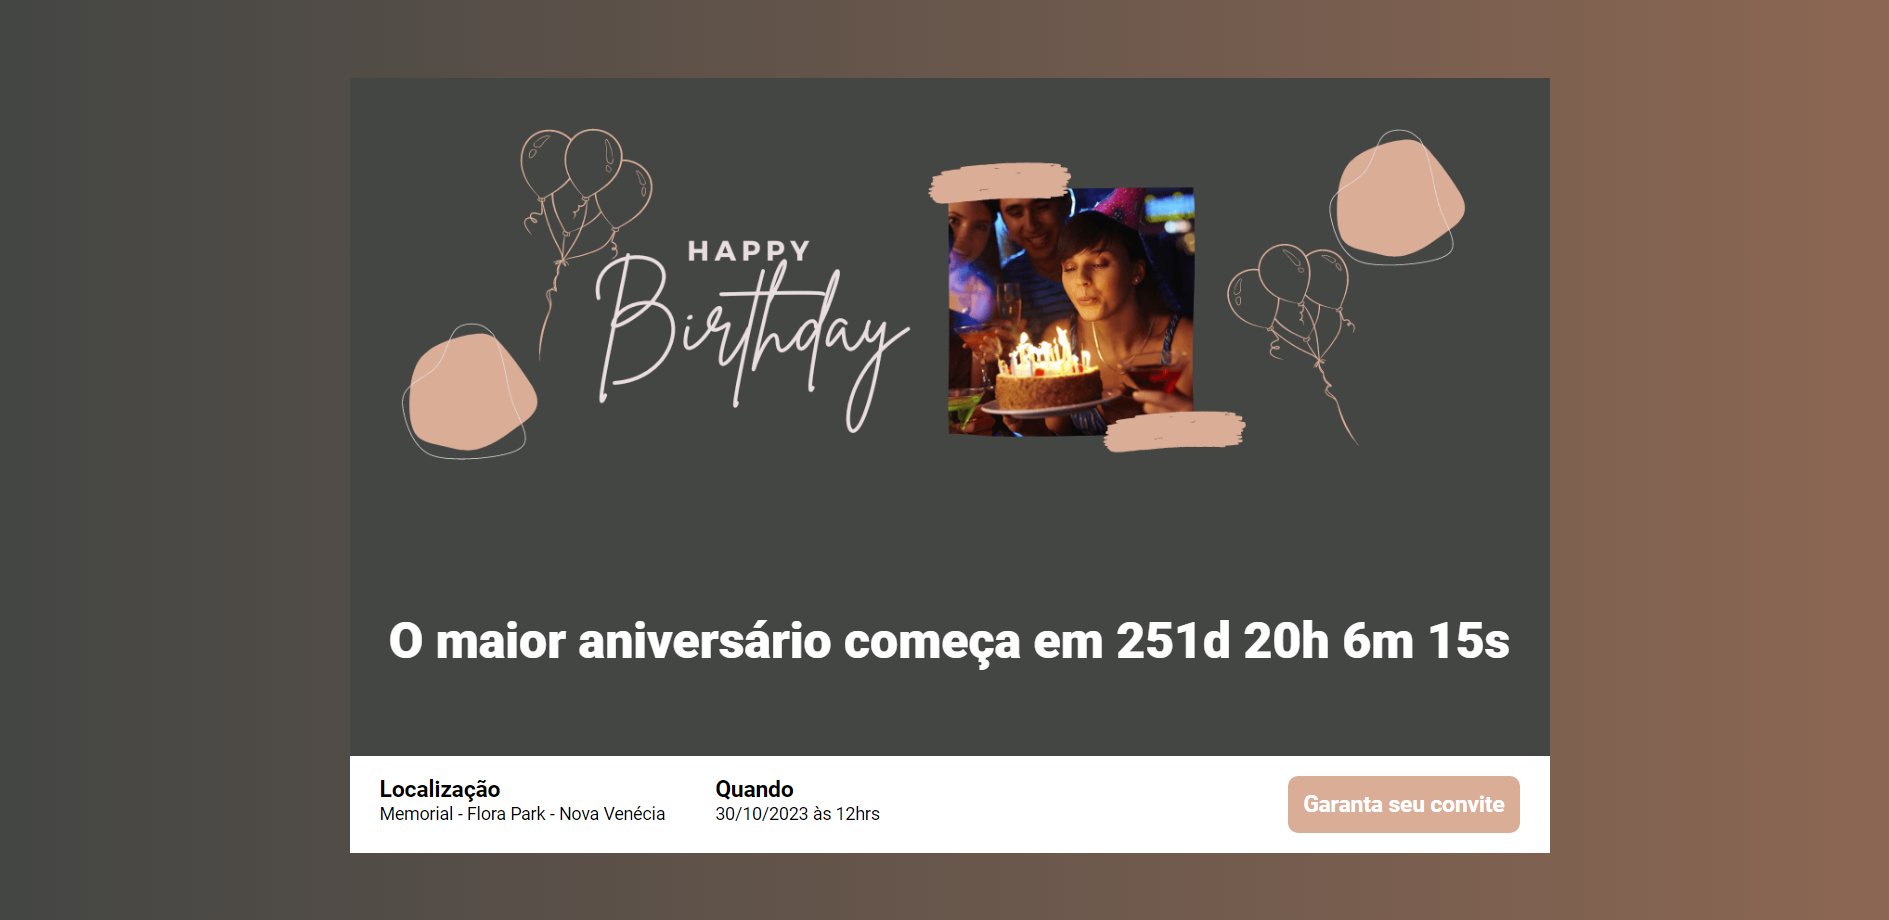 HAPPY
Birthday
O maior aniversário começa em 251d 20h 6m 15s
Localização
Memorial - Flora Park - Nova Venécia
Quando
30/10/2023 às 12hrs
Garanta seu convite